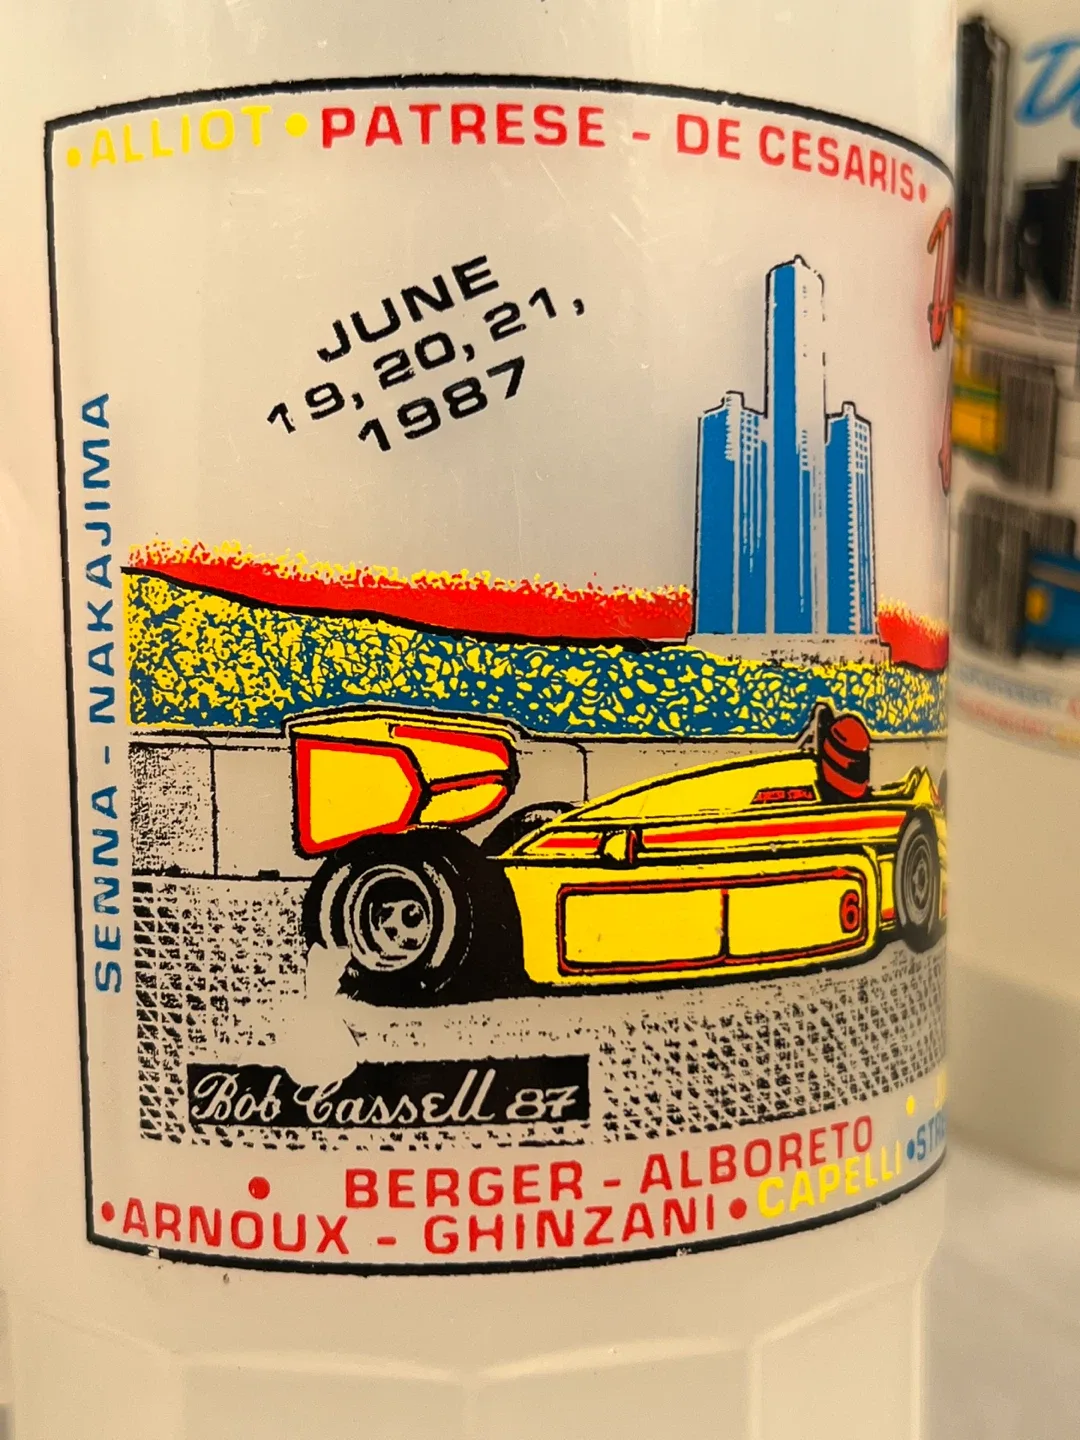 •ALLIOT•PATRESE - DE CESARIS•
JUNE
19, 20, 21,
1987
SENNA - NAKAJIMA
6
Bob Cassell 87
• BERGER - ALBORETO •
•ARNOUX - GHINZANI•CAPELLI•